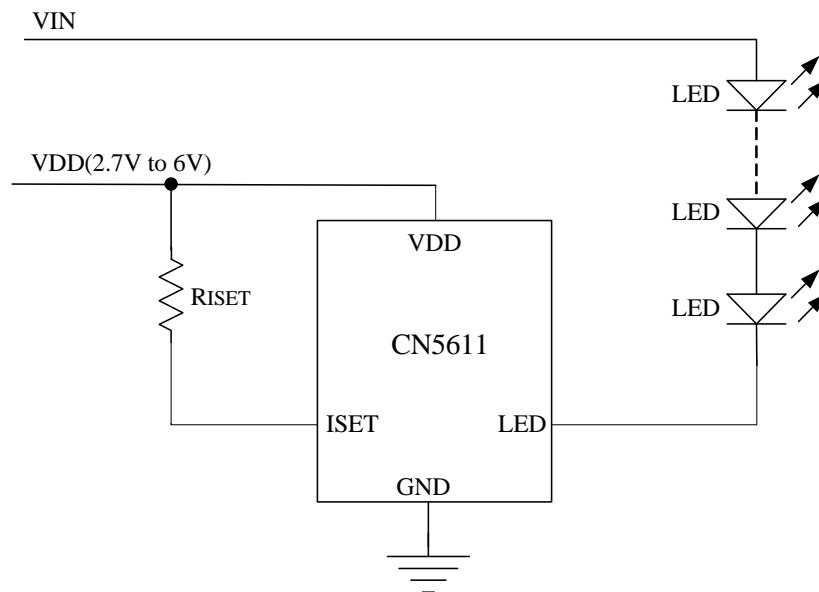 VIN
LED
VDD(2.7V to 6V)
LED
VDD
RISET
LED
CN5611
ISET
LED
GND